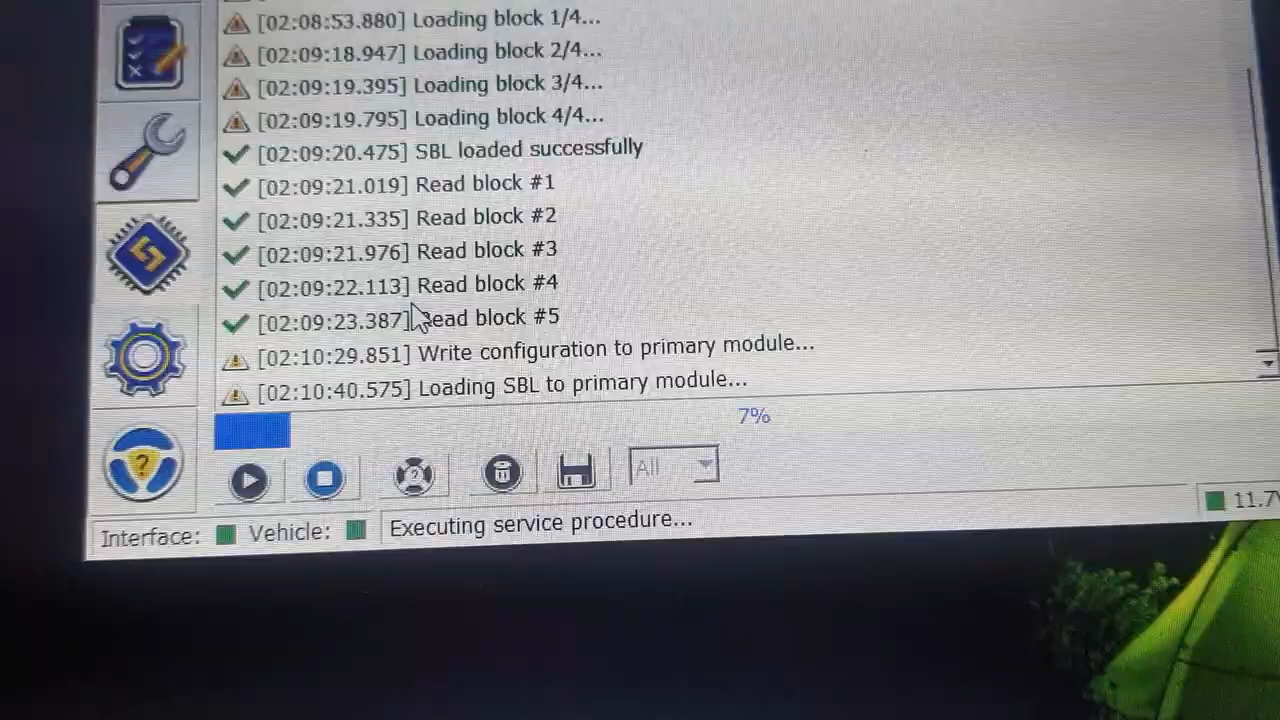 [02:08:53.880] Loading block 1/4...
[02:09:18.947] Loading block 2/4...
[02:09:19.395] Loading block 3/4...
[02:09:19.795] Loading block 4/4...
[02:09:20.475] SBL loaded successfully
[02:09:21.019] Read block #1
[02:09:21.335] Read block #2
[02:09:21.976] Read block #3
[02:09:22.113] Read block #4
[02:09:23.387] Read block #5
[02:10:29.851] Write configuration to primary module...
[02:10:40.575] Loading SBL to primary module...
7%
All
Interface: Vehicle: Executing service procedure... 11.7V